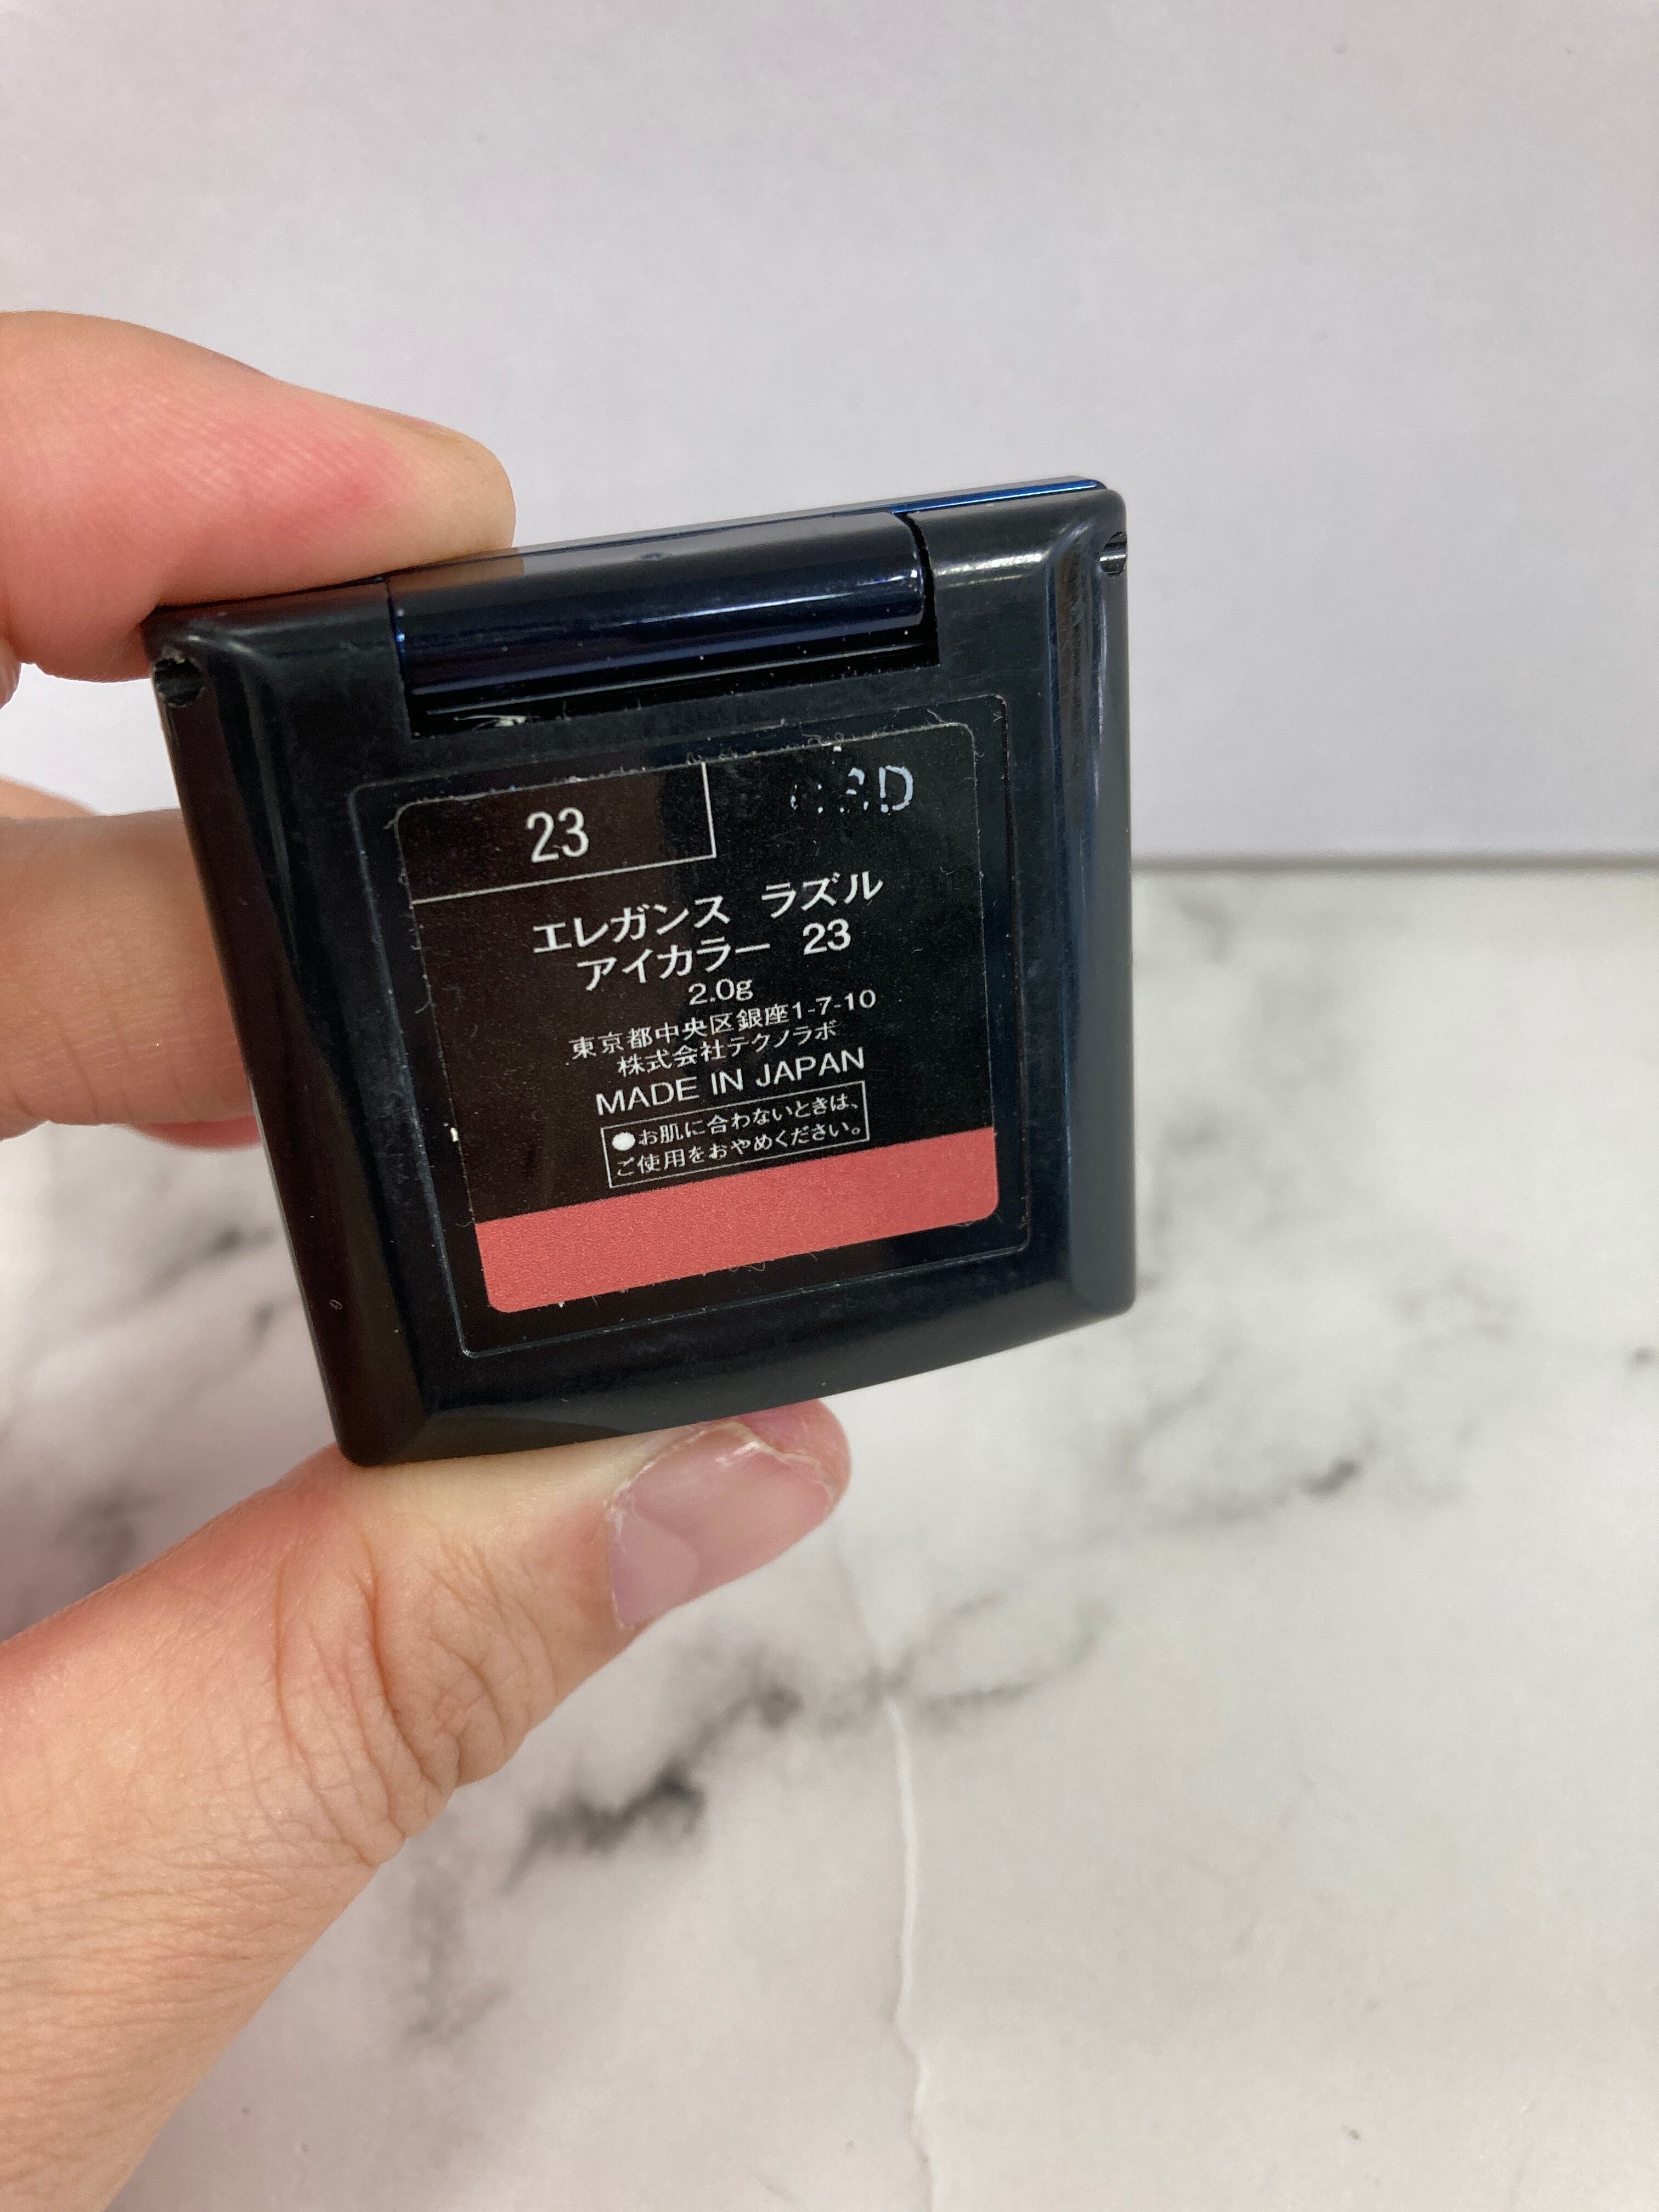 23
エレガンス ラズル
アイカラー 23
2.0g
東京都中央区銀座1-7-10
株式会社テクノラボ
MADE IN JAPAN
●お肌に合わないときは、
ご使用をおやめください。